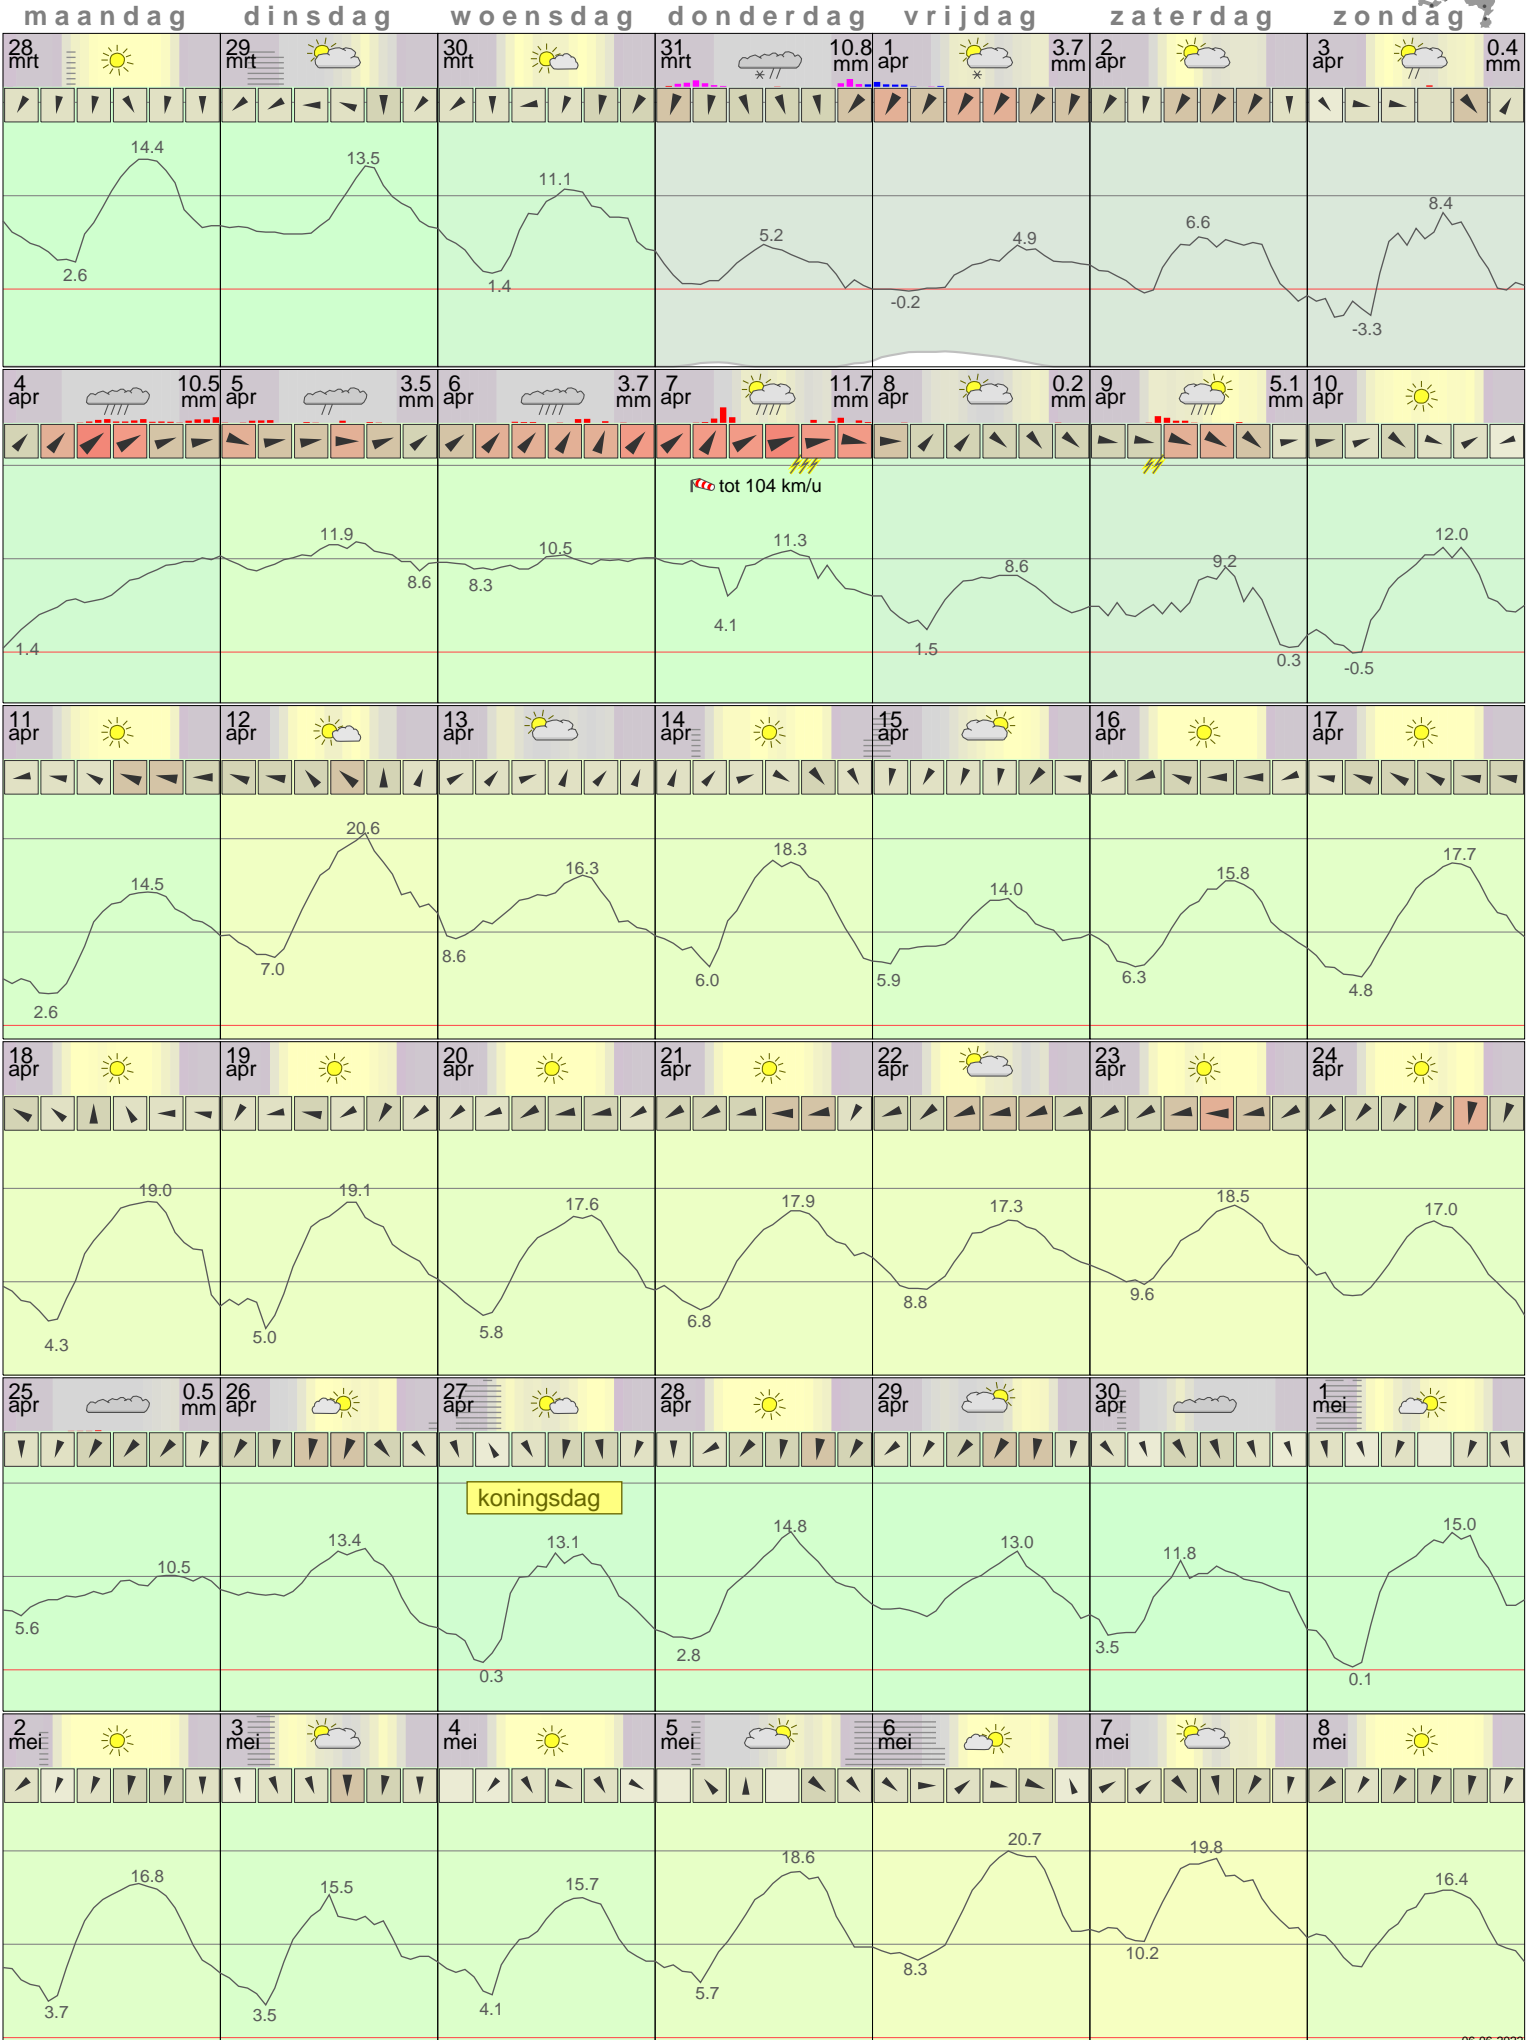 maandag dinsdag woensdag donderdag vrijdag zaterdag zondag
28 mrt 29 mrt 30 mrt 31 mrt 10.8 mm 1 apr 3.7 mm 2 apr 3 apr 0.4 mm
14.4 13.5 11.1 5.2 4.9 6.6 8.4
2.6 1.4 -0.2 -3.3
4 apr 10.5 mm 5 apr 3.5 mm 6 apr 3.7 mm 7 apr 11.7 mm 8 apr 0.2 mm 9 apr 5.1 mm 10 apr
tot 104 km/u
11.9 10.5 11.3 8.6 9.2 12.0
1.4 8.6 8.3 4.1 1.5 0.3 -0.5
11 apr 12 apr 13 apr 14 apr 15 apr 16 apr 17 apr
14.5 20.6 16.3 18.3 14.0 15.8 17.7
2.6 7.0 8.6 6.0 5.9 6.3 4.8
18 apr 19 apr 20 apr 21 apr 22 apr 23 apr 24 apr
19.0 19.1 17.6 17.9 17.3 18.5 17.0
4.3 5.0 5.8 6.8 8.8 9.6
25 apr 0.5 mm 26 apr 27 apr 28 apr 29 apr 30 apr 1 mei
koningsdag
10.5 13.4 13.1 14.8 13.0 11.8 15.0
5.6 0.3 2.8 3.5 0.1
2 mei 3 mei 4 mei 5 mei 6 mei 7 mei 8 mei
16.8 15.5 15.7 18.6 20.7 19.8 16.4
3.7 3.5 4.1 5.7 8.3 10.2